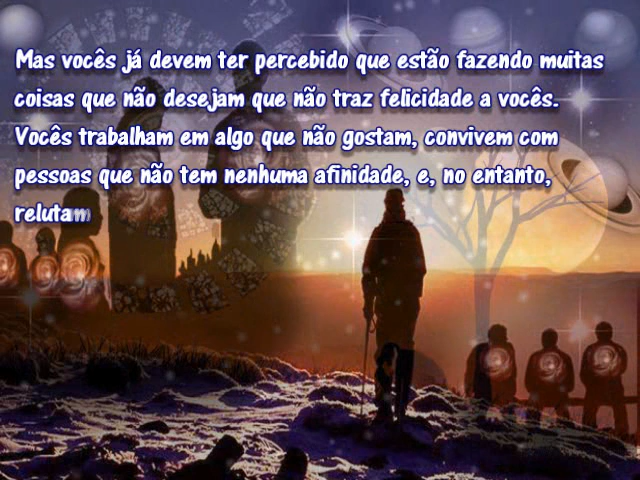 Mas vocês já devem ter percebido que estão fazendo muitas
coisas que não desejam que não traz felicidade a vocês.
Vocês trabalham em algo que não gostam, convivem com
pessoas que não tem nenhuma afinidade, e, no entanto,
relutam